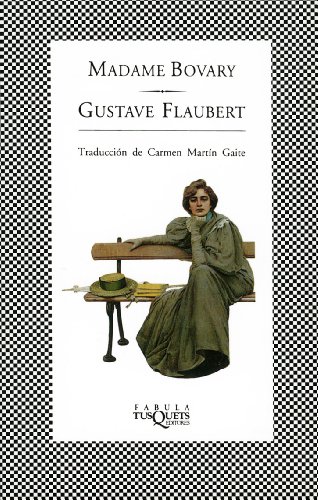 MADAME BOVARY
GUSTAVE FLAUBERT
Traducción de Carmen Martín Gaite
FABULA
TUSQUETS
EDITORES